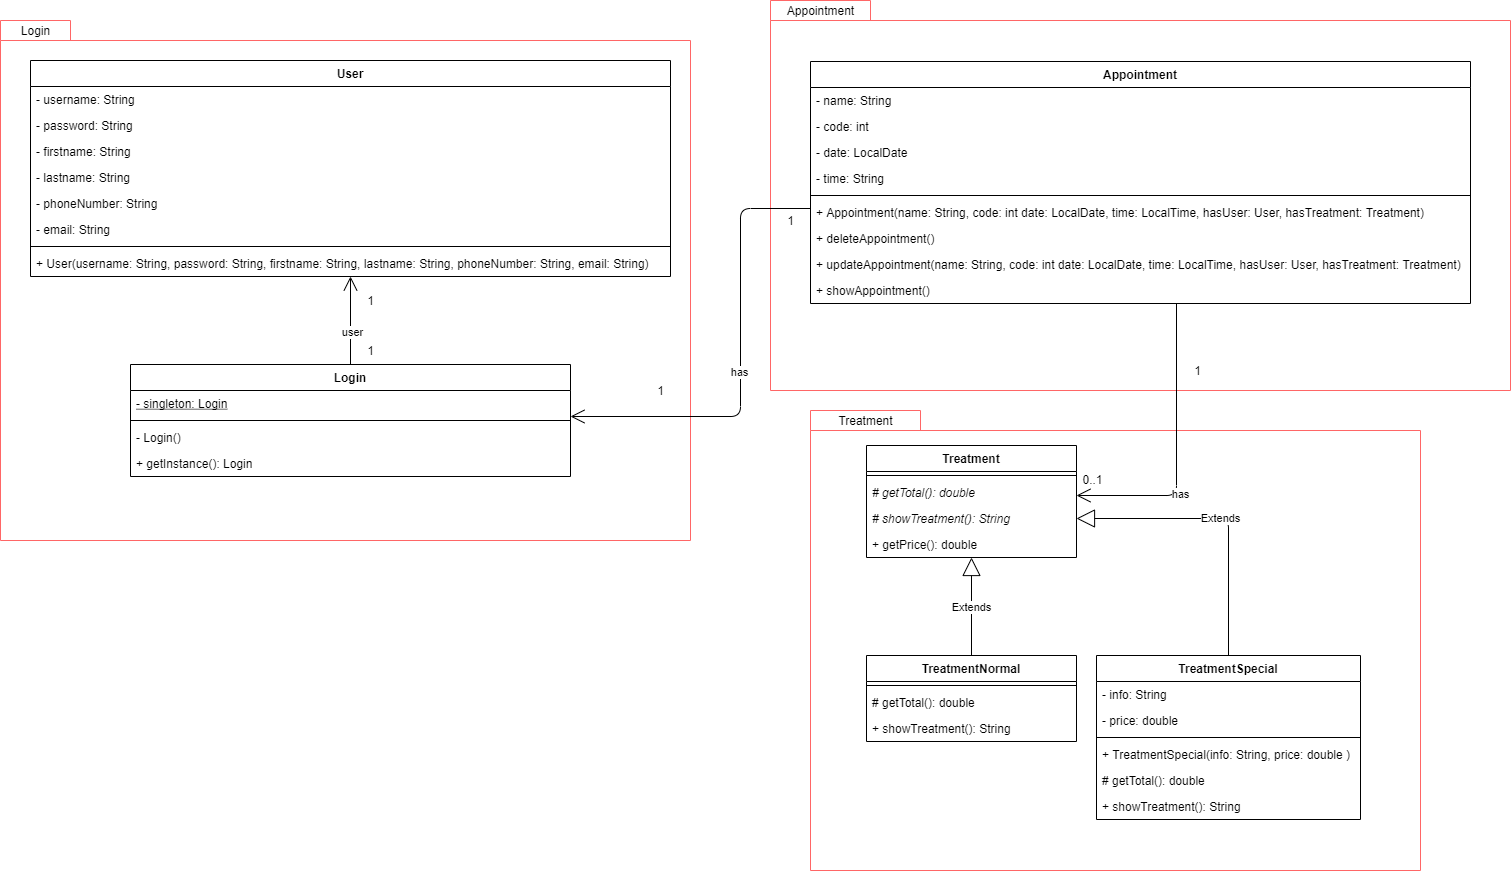 Login
User
- username: String
- password: String
- firstname: String
- lastname: String
- phoneNumber: String
- email: String
+ User(username: String, password: String, firstname: String, lastname: String, phoneNumber: String, email: String)
1
user
1
Login
- singleton: Login
- Login()
+ getInstance(): Login
1
has
1
Appointment
Appointment
- name: String
- code: int
- date: LocalDate
- time: String
+ Appointment(name: String, code: int date: LocalDate, time: LocalTime, hasUser: User, hasTreatment: Treatment)
+ deleteAppointment()
+ updateAppointment(name: String, code: int date: LocalDate, time: LocalTime, hasUser: User, hasTreatment: Treatment)
+ showAppointment()
1
Treatment
Treatment
# getTotal(): double
# showTreatment(): String
+ getPrice(): double
0..1
has
Extends
Extends
TreatmentNormal
# getTotal(): double
+ showTreatment(): String
TreatmentSpecial
- info: String
- price: double
+ TreatmentSpecial(info: String, price: double )
# getTotal(): double
+ showTreatment(): String